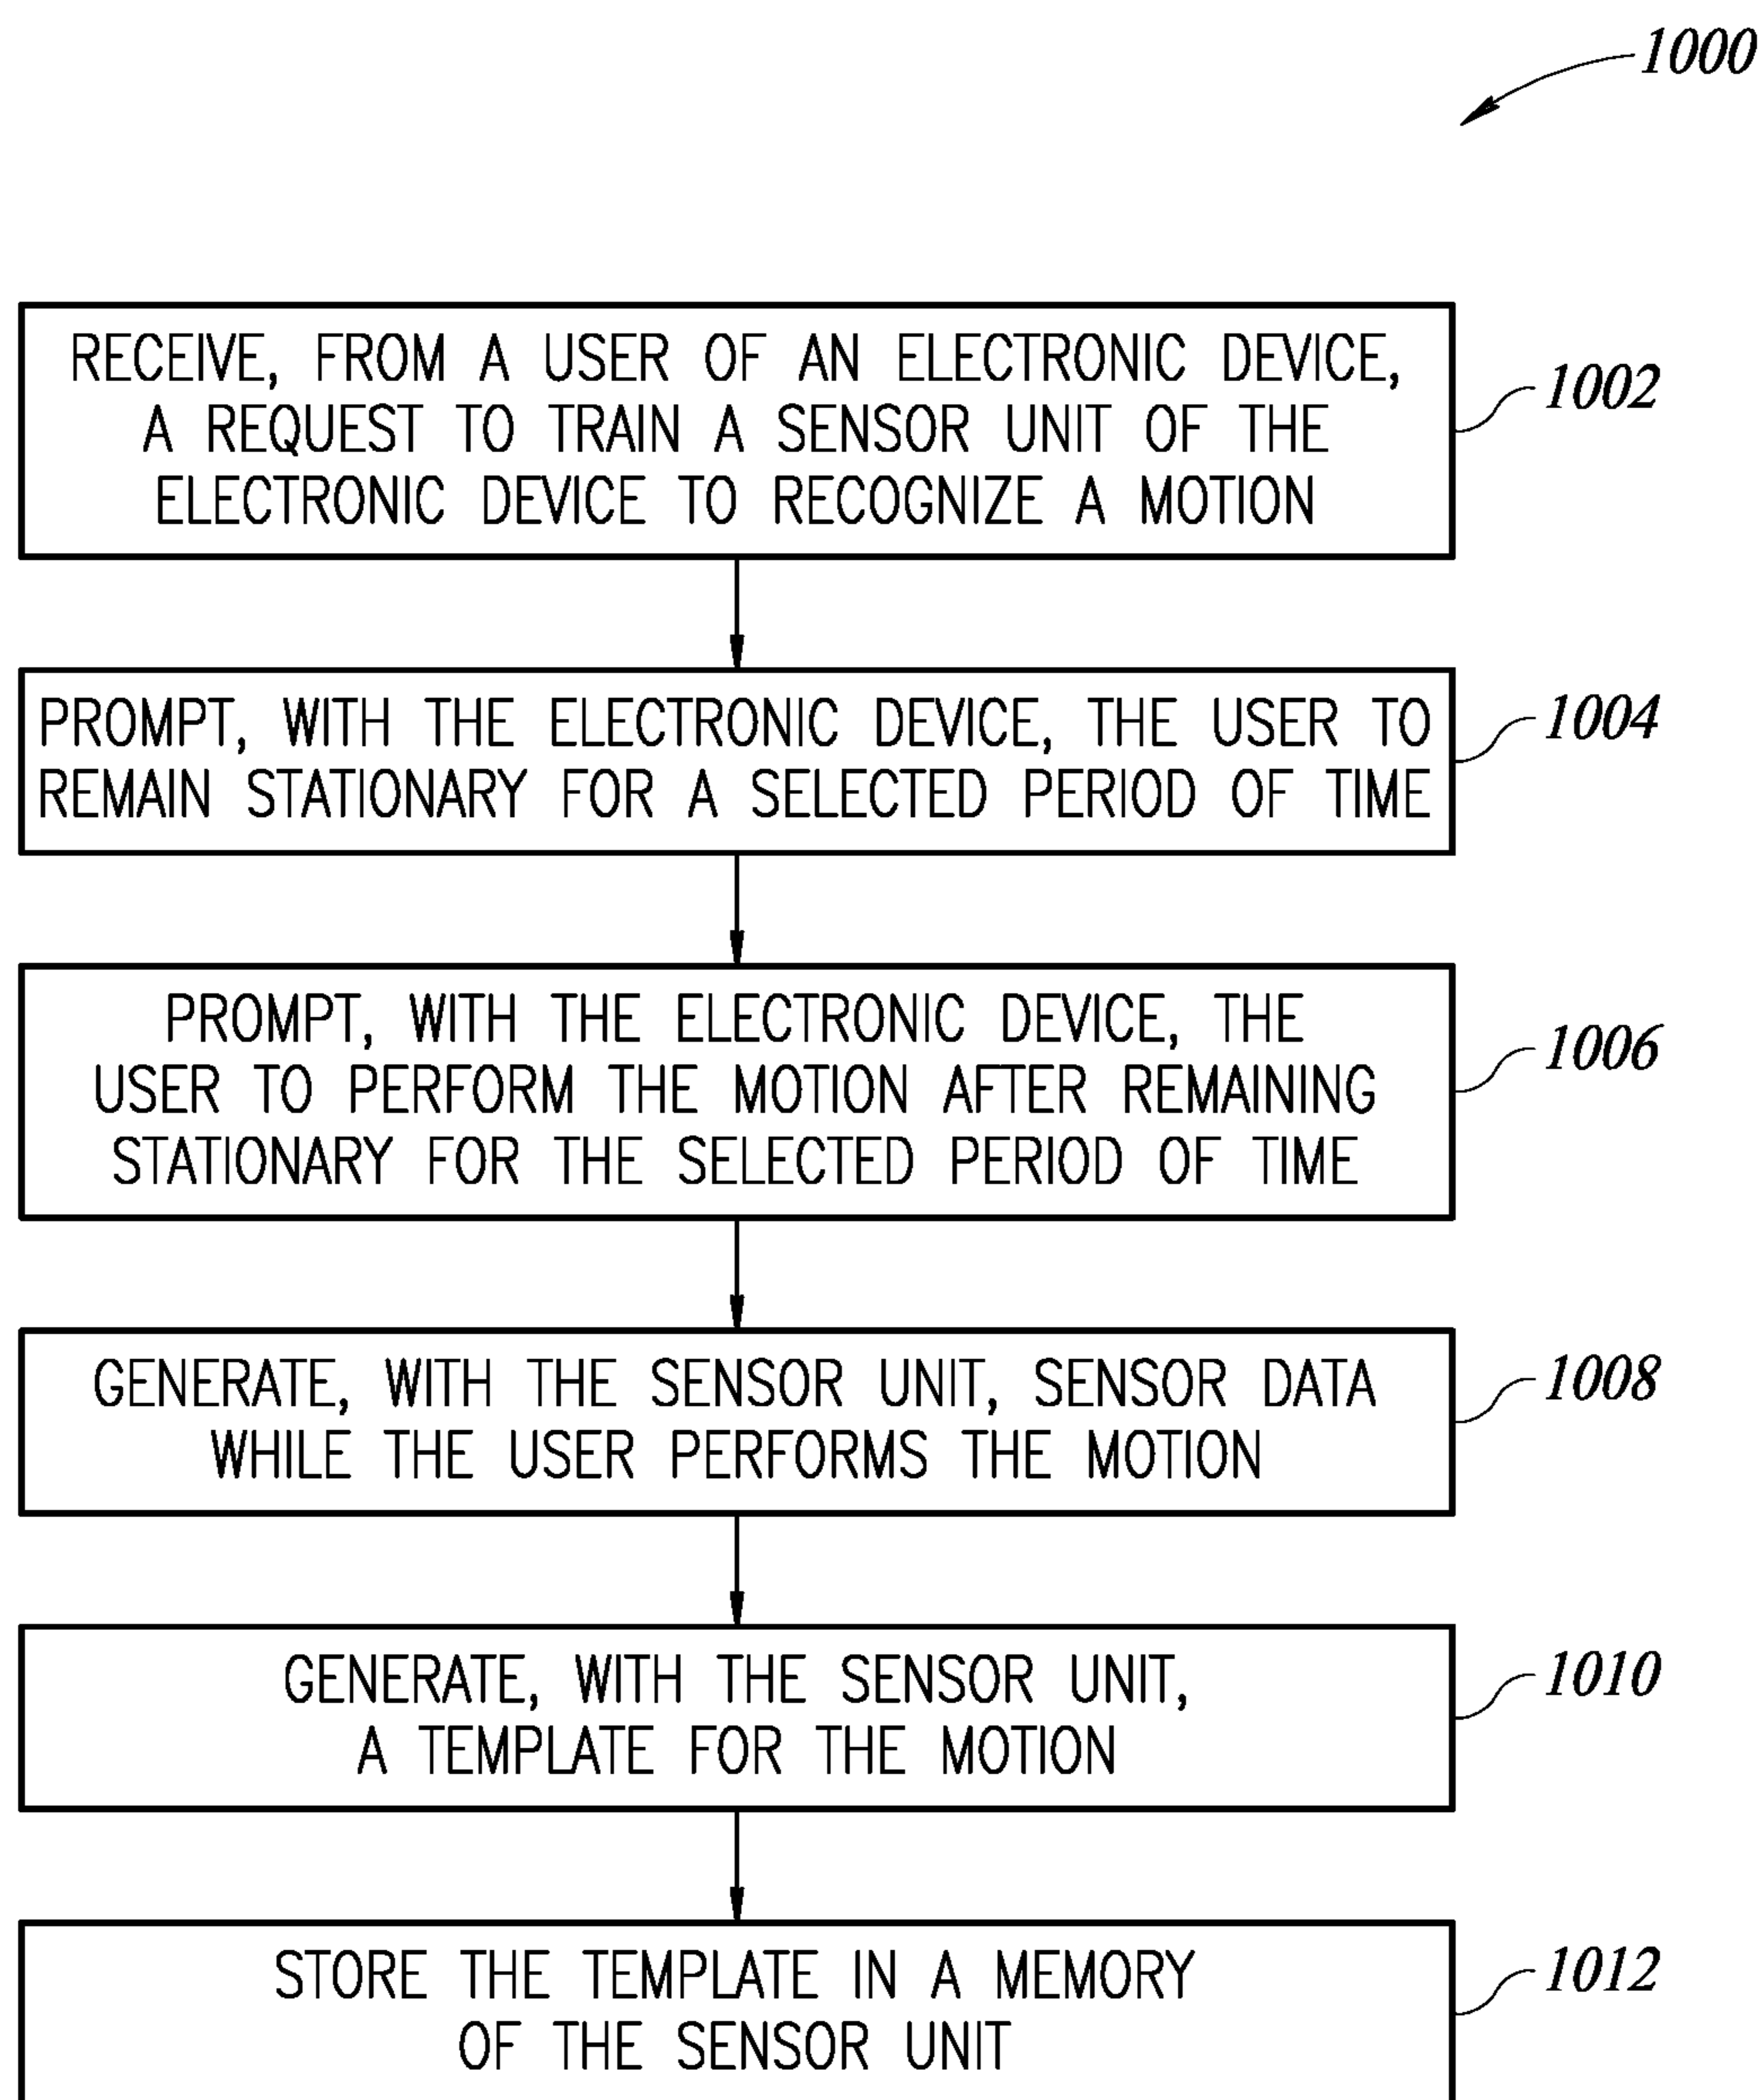 1000
RECEIVE, FROM A USER OF AN ELECTRONIC DEVICE,
A REQUEST TO TRAIN A SENSOR UNIT OF THE
ELECTRONIC DEVICE TO RECOGNIZE A MOTION
1002
PROMPT, WITH THE ELECTRONIC DEVICE, THE USER TO
REMAIN STATIONARY FOR A SELECTED PERIOD OF TIME
1004
PROMPT, WITH THE ELECTRONIC DEVICE, THE
USER TO PERFORM THE MOTION AFTER REMAINING
STATIONARY FOR THE SELECTED PERIOD OF TIME
1006
GENERATE, WITH THE SENSOR UNIT, SENSOR DATA
WHILE THE USER PERFORMS THE MOTION
1008
GENERATE, WITH THE SENSOR UNIT,
A TEMPLATE FOR THE MOTION
1010
STORE THE TEMPLATE IN A MEMORY
OF THE SENSOR UNIT
1012